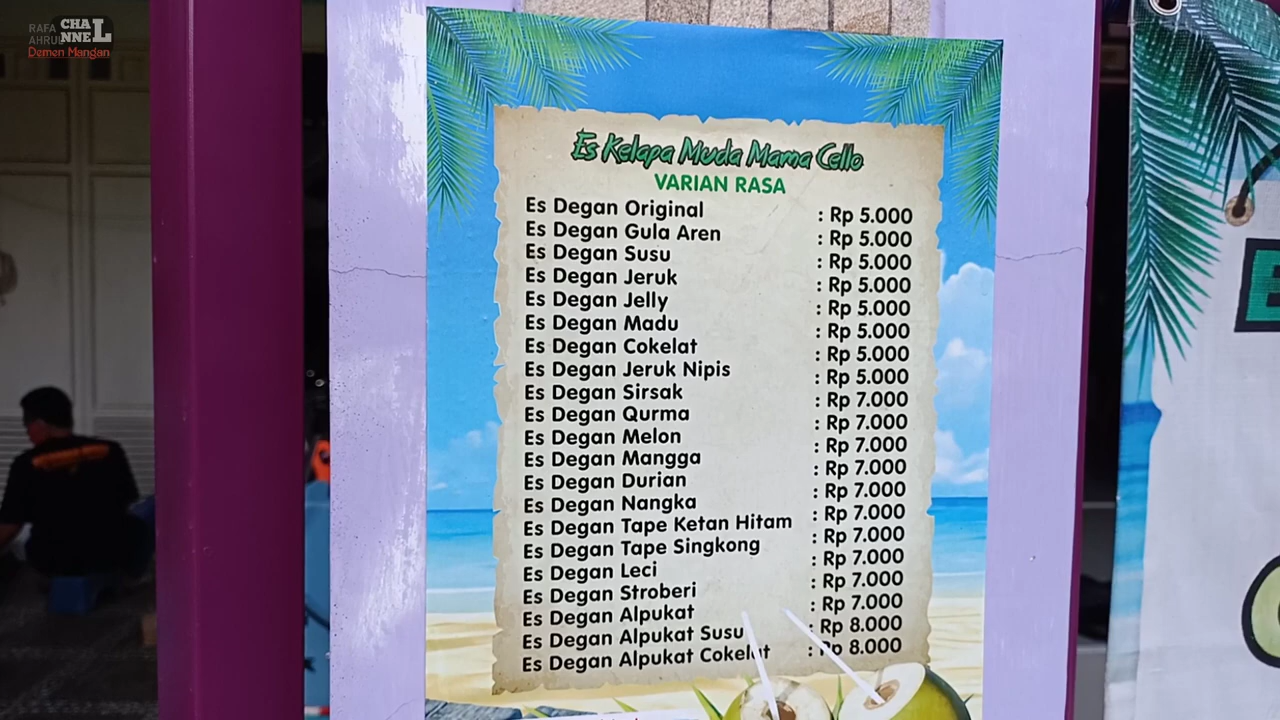 RAFA AHRUL CHANNEL
Demen Mangan
Es Kelapa Muda Mama Cello
VARIAN RASA
Es Degan Original : Rp 5.000
Es Degan Gula Aren : Rp 5.000
Es Degan Susu : Rp 5.000
Es Degan Jeruk : Rp 5.000
Es Degan Jelly : Rp 5.000
Es Degan Madu : Rp 5.000
Es Degan Cokelat : Rp 5.000
Es Degan Jeruk Nipis : Rp 5.000
Es Degan Sirsak : Rp 7.000
Es Degan Qurma : Rp 7.000
Es Degan Melon : Rp 7.000
Es Degan Mangga : Rp 7.000
Es Degan Durian : Rp 7.000
Es Degan Nangka : Rp 7.000
Es Degan Tape Ketan Hitam : Rp 7.000
Es Degan Tape Singkong : Rp 7.000
Es Degan Leci : Rp 7.000
Es Degan Stroberi : Rp 7.000
Es Degan Alpukat : Rp 8.000
Es Degan Alpukat Susu : Rp 8.000
Es Degan Alpukat Cokelat